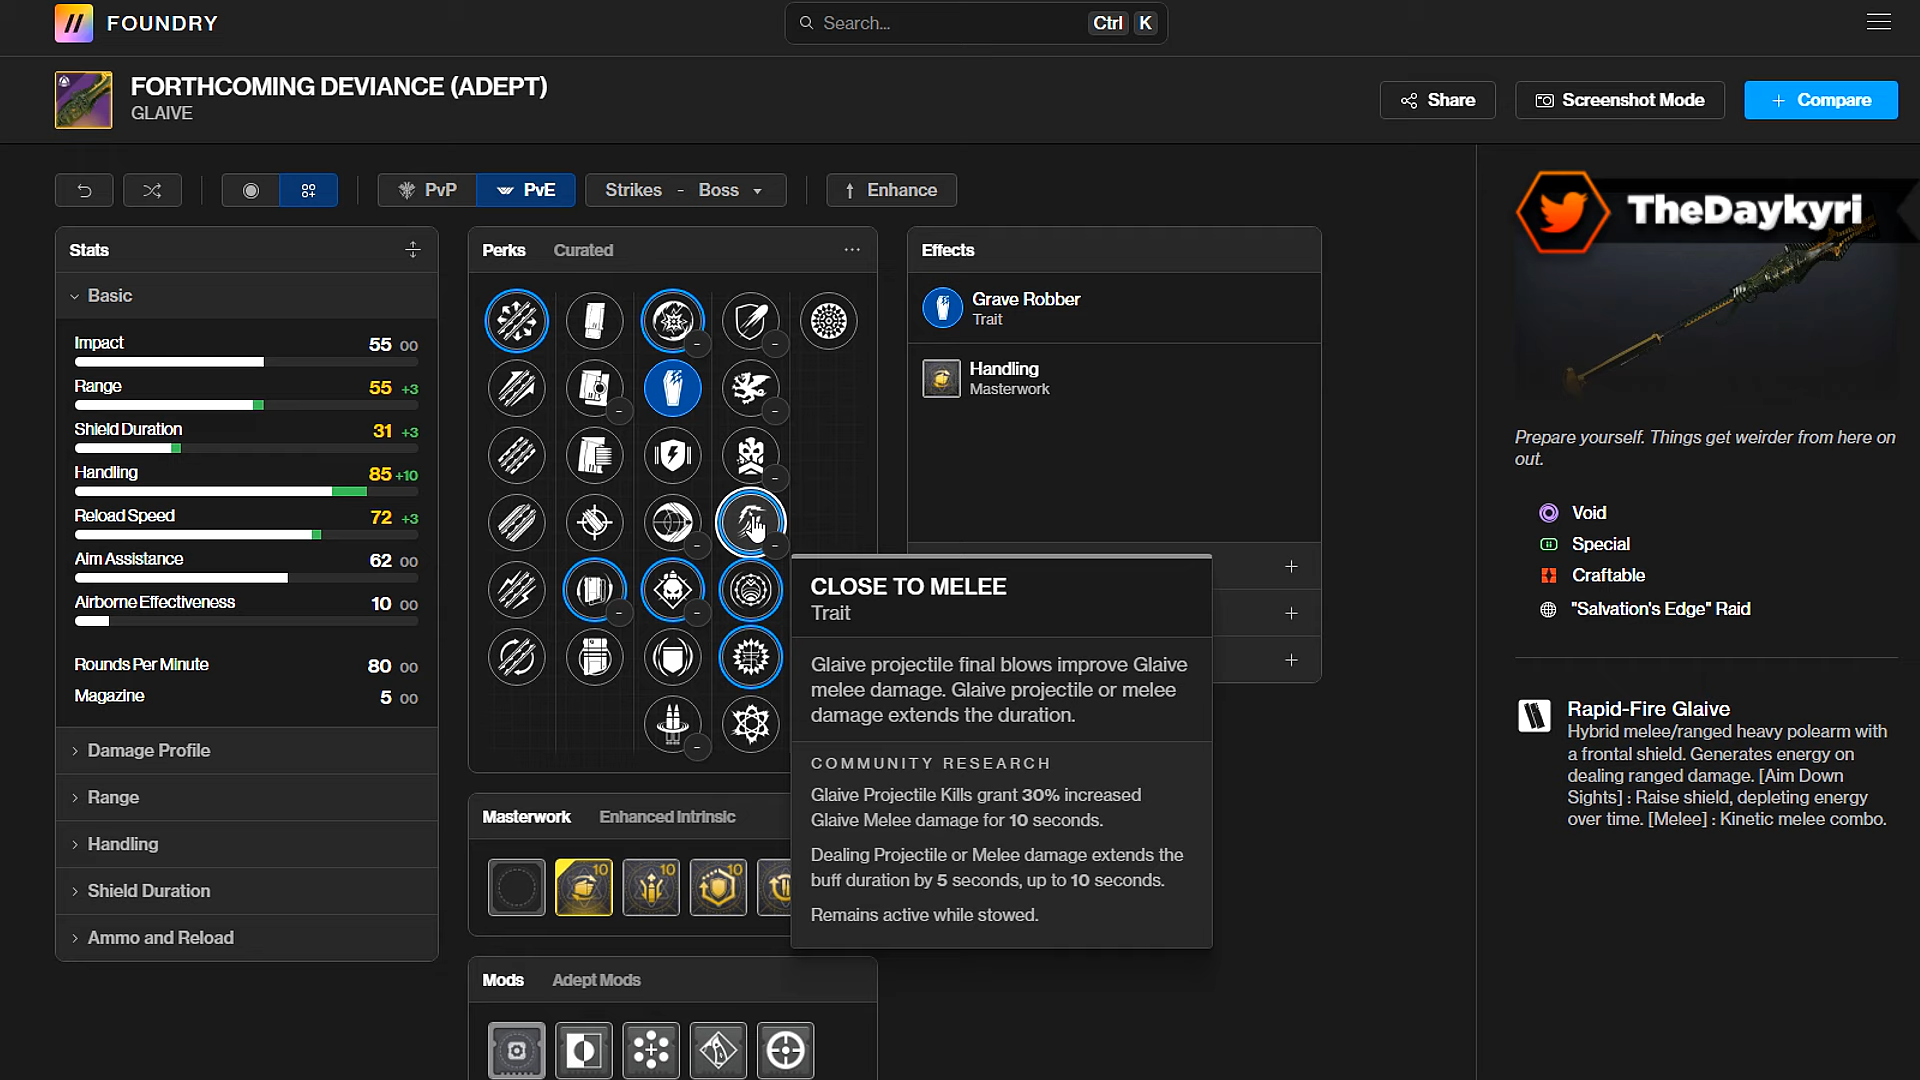 FOUNDRY
Search...
Ctrl K
FORTHCOMING DEVIANCE (ADEPT)
GLAIVE
Share
Screenshot Mode
+ Compare
PvP
PvE
Strikes - Boss
Enhance
Stats
Basic
Impact 55 00
Range 55 +3
Shield Duration 31 +3
Handling 85 +10
Reload Speed 72 +3
Aim Assistance 62 00
Airborne Effectiveness 10 00
Rounds Per Minute 80 00
Magazine 5 00
Damage Profile
Range
Handling
Shield Duration
Ammo and Reload
Perks Curated
Masterwork Enhanced Intrinsic
10 10 10
Mods Adept Mods
Effects
Grave Robber
Trait
Handling
Masterwork
CLOSE TO MELEE
Trait
Glaive projectile final blows improve Glaive
melee damage. Glaive projectile or melee
damage extends the duration.
COMMUNITY RESEARCH
Glaive Projectile Kills grant 30% increased
Glaive Melee damage for 10 seconds.
Dealing Projectile or Melee damage extends the
buff duration by 5 seconds, up to 10 seconds.
Remains active while stowed.
TheDaykyri
Prepare yourself. Things get weirder from here on
out.
Void
Special
Craftable
"Salvation's Edge" Raid
Rapid-Fire Glaive
Hybrid melee/ranged heavy polearm with
a frontal shield. Generates energy on
dealing ranged damage. [Aim Down
Sights] : Raise shield, depleting energy
over time. [Melee] : Kinetic melee combo.